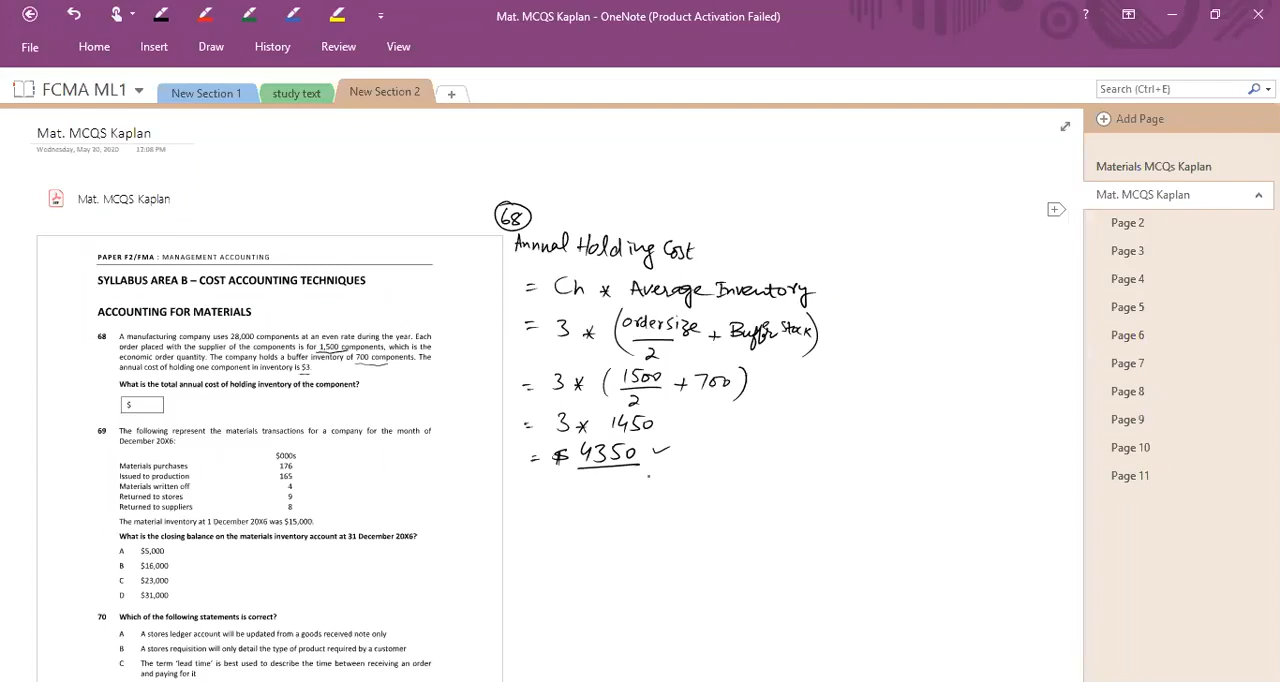 Mat. MCQS Kaplan - OneNote (Product Activation Failed)
?
File Home Insert Draw History Review View
FCMA ML1 New Section 1 study text New Section 2 +
Search (Ctrl+E)
Mat. MCQS Kaplan
Wednesday, May 20, 2020 12:08 PM
Mat. MCQS Kaplan
PAPER F2/FMA : MANAGEMENT ACCOUNTING
SYLLABUS AREA B – COST ACCOUNTING TECHNIQUES
ACCOUNTING FOR MATERIALS
68 A manufacturing company uses 28,000 components at an even rate during the year. Each
order placed with the supplier of the components is for 1,500 components, which is the
economic order quantity. The company holds a buffer inventory of 700 components. The
annual cost of holding one component in inventory is $3.
What is the total annual cost of holding inventory of the component?
$
69 The following represent the materials transactions for a company for the month of
December 20X6:
$000s
Materials purchases 176
Issued to production 165
Materials written off 4
Returned to stores 9
Returned to suppliers 8
The material inventory at 1 December 20X6 was $15,000.
What is the closing balance on the materials inventory account at 31 December 20X6?
A $5,000
B $16,000
C $23,000
D $31,000
70 Which of the following statements is correct?
A A stores ledger account will be updated from a goods received note only
B A stores requisition will only detail the type of product required by a customer
C The term ‘lead time’ is best used to describe the time between receiving an order
and paying for it
68
Annual Holding Cost
= Ch * Average Inventory
= 3 * (order size/2 + Buffer Stock)
= 3 * (1500/2 + 700)
= 3 * 1450
= $ 4350 ✓
Add Page
Materials MCQs Kaplan
Mat. MCQS Kaplan
Page 2
Page 3
Page 4
Page 5
Page 6
Page 7
Page 8
Page 9
Page 10
Page 11